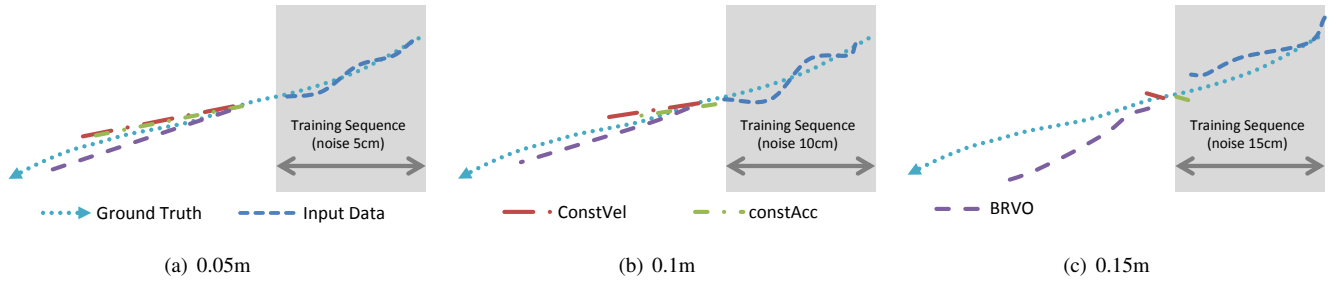 Training Sequence
(noise 5cm)
Training Sequence
(noise 10cm)
Training Sequence
(noise 15cm)
Ground Truth
Input Data
ConstVel
constAcc
BRVO
(a) 0.05m
(b) 0.1m
(c) 0.15m